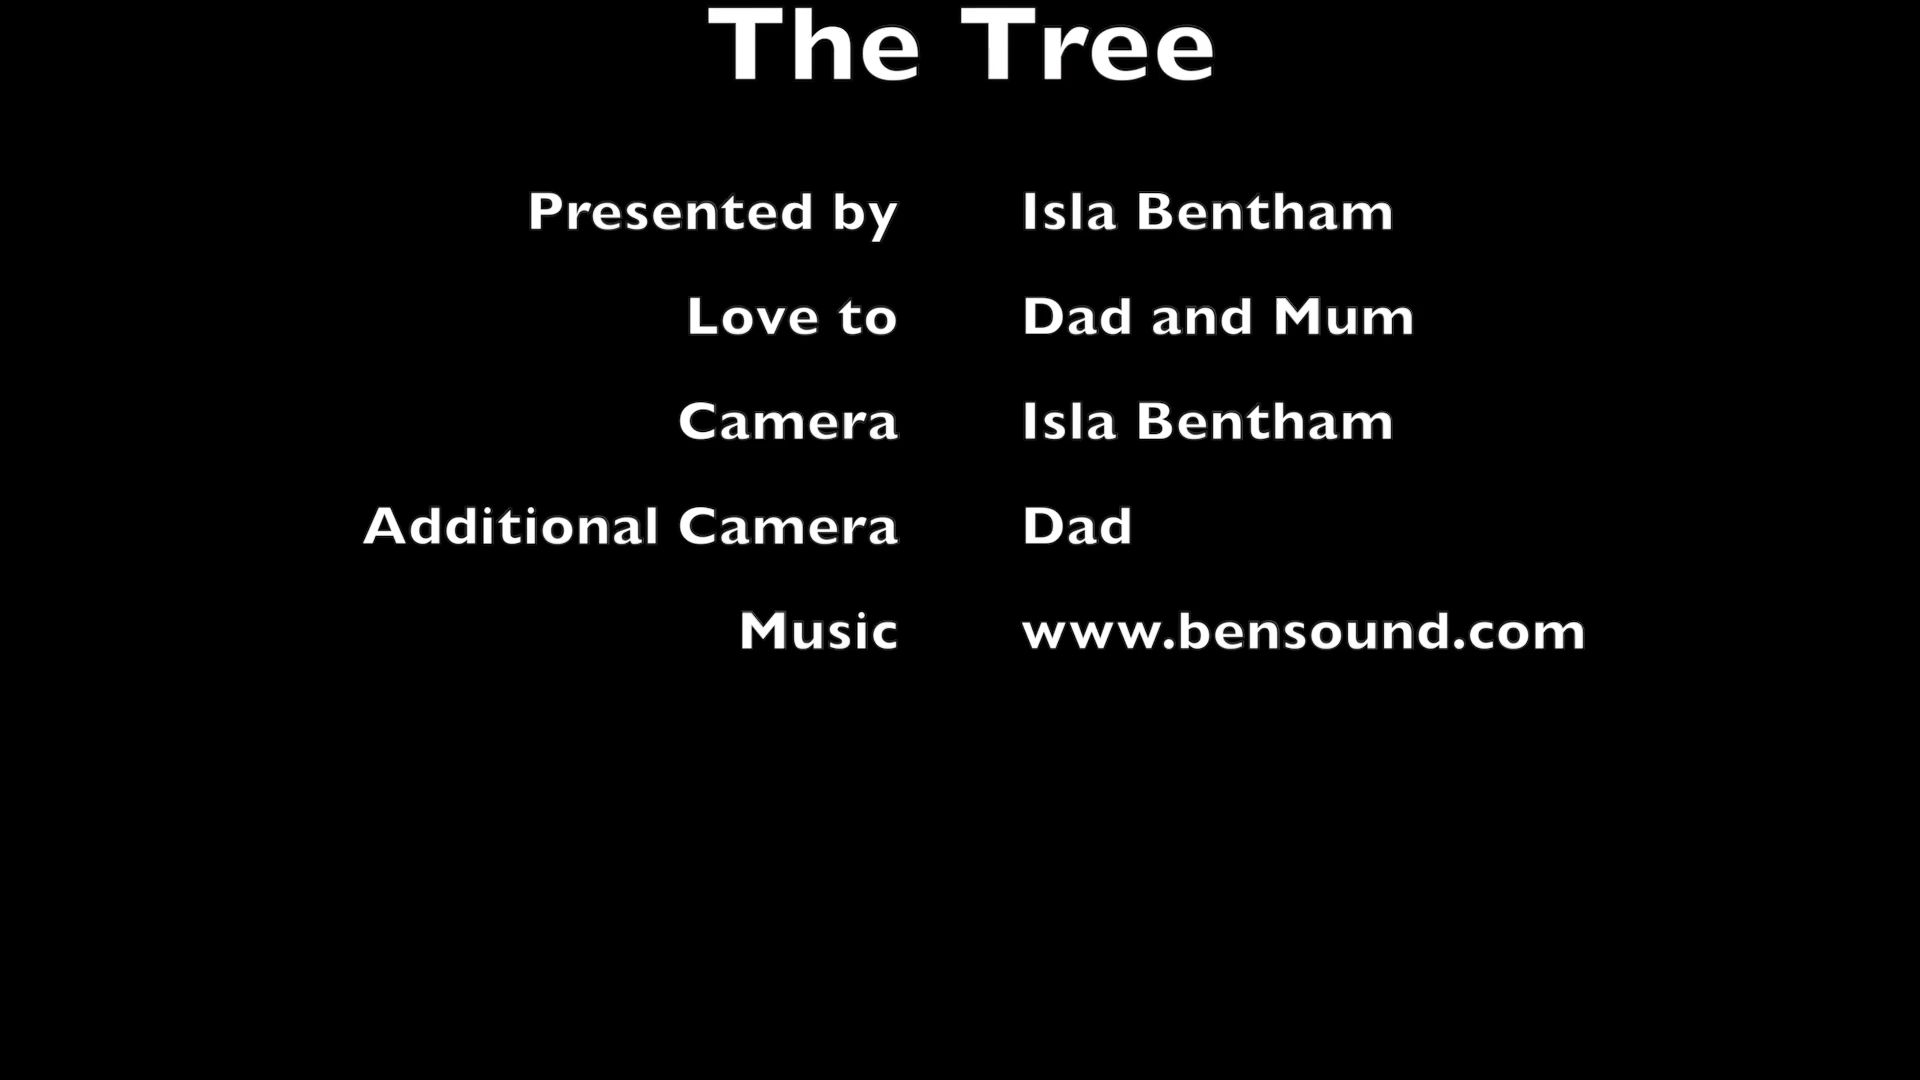 The Tree
Presented by Isla Bentham
Love to Dad and Mum
Camera Isla Bentham
Additional Camera Dad
Music www.bensound.com